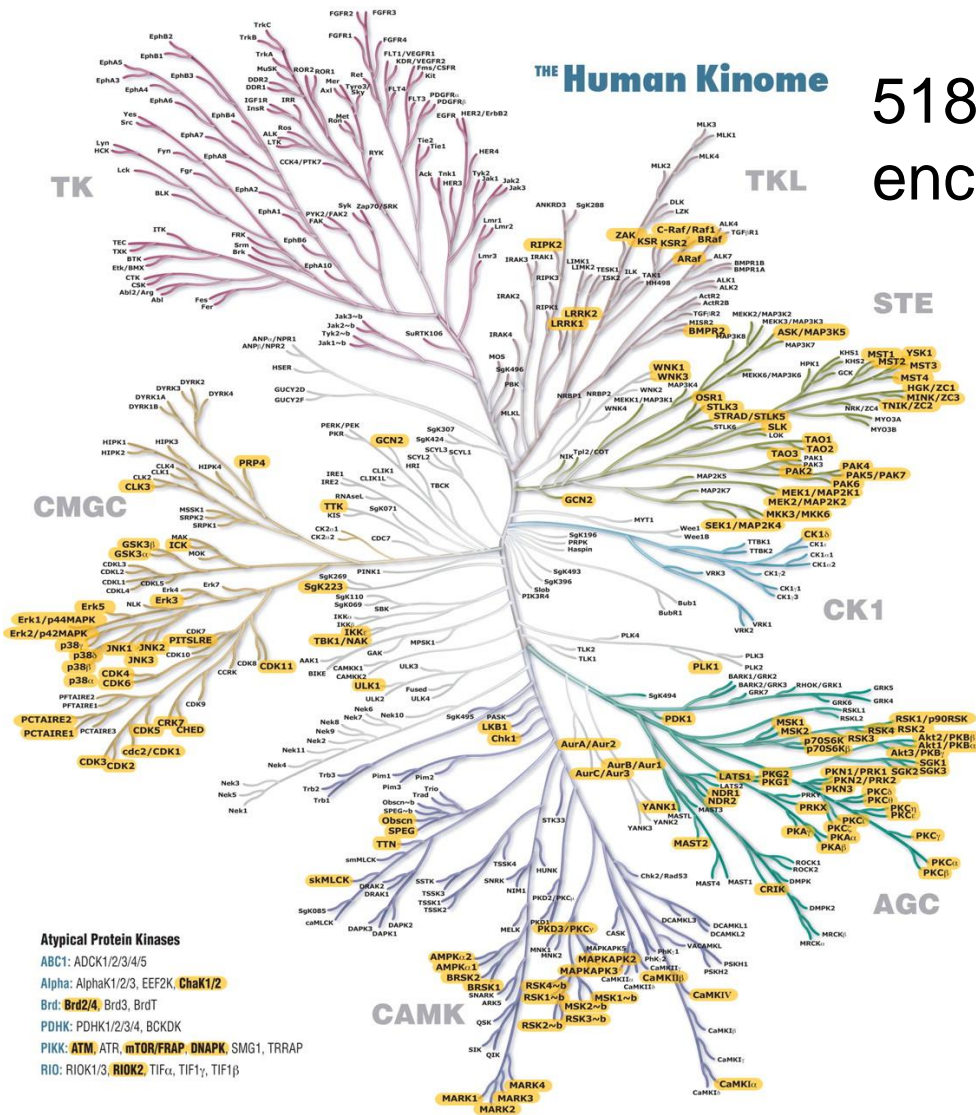 THE Human Kinome
518
enc
TK
FGFR2
FGFR3
TrkC
TrkB
FGFR1
FGFR4
EphB2
EphB1
TrkA
FLT1/VEGFR1
KDR/VEGFR2
EphA5
EphA3
EphB3
MuSK
ROR2
ROR1
Mer
Axl
Ret
Tyro3/
Sky
Fms/CSFR
Kit
FLT4
EphA4
DDR2
DDR1
FLT3
PDGFRα
PDGFRβ
EphA6
IGF1R
InsR
IRR
Met
Ron
EGFR
HER2/ErbB2
Yes
Src
EphB4
EphA7
Ros
ALK
LTK
RYK
Tie2
Tie1
HER4
Lyn
HCK
Fyn
EphA8
CCK4/PTK7
Ack
Tnk1
HER3
Tyk2
Jak1
Jak2
Jak3
Lck
Fgr
BLK
EphA2
Syk
Zap70/SRK
PYK2/FAK2
FAK
EphA1
Lmr1
Lmr2
ITK
FRK
Srm
Brk
EphB6
EphA10
Lmr3
TEC
TXK
BTK
Etk/BMX
CTK
CSK
Abl2/Arg
Abl
Fes
Fer
Jak3~b
Jak2~b
Tyk2~b
Jak1~b
SuRTK106
TKL
MLK3
MLK1
MLK4
MLK2
ANKRD3
SgK288
DLK
LZK
RIPK2
ZAK
KSR
C-Raf/Raf1
KSR2
BRaf
ARaf
ALK4
TGFβR1
IRAK3
IRAK1
LIMK1
LIMK2
TESK1
TSK2
ILK
TAK1
HH498
ALK7
BMPR1B
BMPR1A
RIPK3
ALK1
ALK2
IRAK2
RIPK1
LRRK2
LRRK1
ActR2
ActR2B
TGFβR2
MISR2
BMPR2
IRAK4
ANPα/NPR1
ANPβ/NPR2
HSER
GUCY2D
GUCY2F
MOS
SgK496
PBK
MLKL
NRBP1
NRBP2
STE
MEKK2/MAP3K2
MEKK3/MAP3K3
ASK/MAP3K5
MAP3K8
MAP3K7
WNK1
WNK3
WNK2
WNK4
MAP3K4
MEKK1/MAP3K1
MEKK6/MAP3K6
HPK1
KHS1
KHS2
GCK
MST1
YSK1
MST2
MST3
MST4
HGK/ZC1
MINK/ZC3
TNIK/ZC2
NRK/ZC4
MYO3A
MYO3B
OSR1
STLK3
STRAD/STLK5
STLK6
SLK
LOK
TAO1
TAO2
TAO3
NIK
Tpl2/COT
PAK1
PAK3
PAK2
PAK4
PAK5/PAK7
PAK6
MAP2K5
MAP2K7
MEK1/MAP2K1
MEK2/MAP2K2
MKK3/MKK6
SEK1/MAP2K4
GCN2
DYRK2
DYRK3
DYRK1A
DYRK1B
DYRK4
PERK/PEK
PKR
GCN2
SgK307
SgK424
SCYL3
SCYL1
SCYL2
HRI
TBCK
HIPK1
HIPK2
HIPK3
HIPK4
PRP4
CLK4
CLK1
CLK2
CLK3
IRE1
IRE2
CLIK1
CLIK1L
RNAseL
TTK
KIS
SgK071
CMGC
MSSK1
SRPK2
SRPK1
CK2α1
CK2α2
CDC7
MYT1
Wee1
Wee1B
SgK196
PRPK
Haspin
TTBK1
TTBK2
CK1δ
CK1ε
CK1α1
CK1α2
CK1γ2
CK1γ1
CK1γ3
VRK3
VRK1
VRK2
CK1
GSK3β
GSK3α
MAK
ICK
MOK
PINK1
SgK269
SgK223
SgK493
SgK396
Slob
PIK3R4
Bub1
BubR1
CDKL3
CDKL2
CDKL1
CDKL5
CDKL4
Erk7
Erk4
Erk3
NLK
Erk5
Erk1/p44MAPK
Erk2/p42MAPK
SgK110
SgK069
SBK
IKKα
IKKβ
IKKε
TBK1/NAK
p38γ
p38δ
p38β
p38α
JNK1
JNK2
JNK3
CDK7
PITSLRE
CDK10
CDK8
CDK11
CCRK
CDK4
CDK6
GAK
MPSK1
AAK1
BIKE
CAMKK1
CAMKK2
ULK3
ULK1
ULK2
Fused
ULK4
PLK4
TLK2
TLK1
PLK3
PLK1
PLK2
PFTAIRE2
PFTAIRE1
PCTAIRE2
PCTAIRE1
PCTAIRE3
CDK9
CRK7
CHED
CDK5
cdc2/CDK1
CDK3
CDK2
Nek6
Nek7
Nek10
Nek8
Nek9
Nek2
Nek11
Nek4
Nek3
Nek5
Nek1
SgK495
PASK
LKB1
Chk1
SgK494
PDK1
BARK1/GRK2
BARK2/GRK3
GRK7
RHOK/GRK1
GRK5
GRK6
GRK4
RSKL1
RSKL2
MSK1
MSK2
RSK1/p90RSK
RSK4
RSK2
RSK3
p70S6K
p70S6Kβ
Akt2/PKBβ
Akt1/PKBα
Akt3/PKBγ
SGK1
SGK2
SGK3
AurA/Aur2
AurB/Aur1
AurC/Aur3
LATS1
LATS2
PKG2
PKG1
PKN1/PRK1
PKN2/PRK2
PKN3
NDR1
NDR2
PRKY
PRKX
PKCδ
PKCθ
PKCη
PKCε
PKCι
PKCζ
PKAγ
PKAα
PKAβ
PKCγ
PKCα
PKCβ
YANK1
YANK2
YANK3
MASTL
MAST3
MAST2
MAST4
MAST1
ROCK1
ROCK2
DMPK
CRIK
DMPK2
MRCKβ
MRCKα
AGC
Trb3
Trb2
Trb1
Pim1
Pim2
Pim3
Trio
Trad
Obscn~b
SPEG~b
Obscn
SPEG
TTN
STK33
smMLCK
skMLCK
SgK085
caMLCK
DRAK2
DRAK1
DAPK3
DAPK2
DAPK1
SSTK
TSSK4
TSSK3
TSSK1
TSSK2
SNRK
NIM1
HUNK
Chk2/Rad53
PKD2/PKCμ
PKD1
PKD3/PKCν
DCAMKL3
DCAMKL1
DCAMKL2
CASK
VACAMKL
MELK
MNK1
MNK2
MAPKAPK5
MAPKAPK2
MAPKAPK3
PhKγ1
PhKγ2
PSKH1
PSKH2
AMPKα2
AMPKα1
BRSK2
BRSK1
SNARK
ARK5
RSK4~b
RSK1~b
MSK1~b
MSK2~b
RSK2~b
RSK3~b
CaMKIIγ
CaMKIIα
CaMKIIβ
CaMKIIδ
CaMKIV
CAMK
QSK
SIK
QIK
CaMKIβ
CaMKIγ
CaMKIα
CaMKIδ
MARK4
MARK1
MARK3
MARK2
Atypical Protein Kinases
ABC1: ADCK1/2/3/4/5
Alpha: AlphaK1/2/3, EEF2K, ChaK1/2
Brd: Brd2/4, Brd3, BrdT
PDHK: PDHK1/2/3/4, BCKDK
PIKK: ATM, ATR, mTOR/FRAP, DNAPK, SMG1, TRRAP
RIO: RIOK1/3, RIOK2, TIFα, TIF1γ, TIF1β